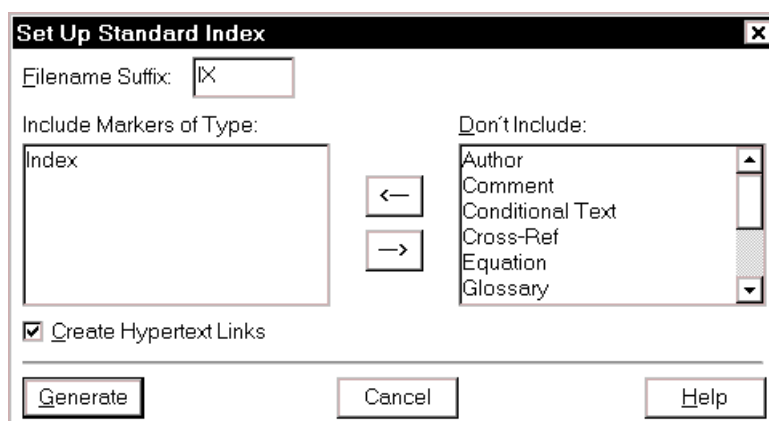 Set Up Standard Index
Filename Suffix: IX
Include Markers of Type:
Don't Include:
Index
Author
Comment
Conditional Text
Cross-Ref
Equation
Glossary
<—
—>
Create Hypertext Links
Generate
Cancel
Help